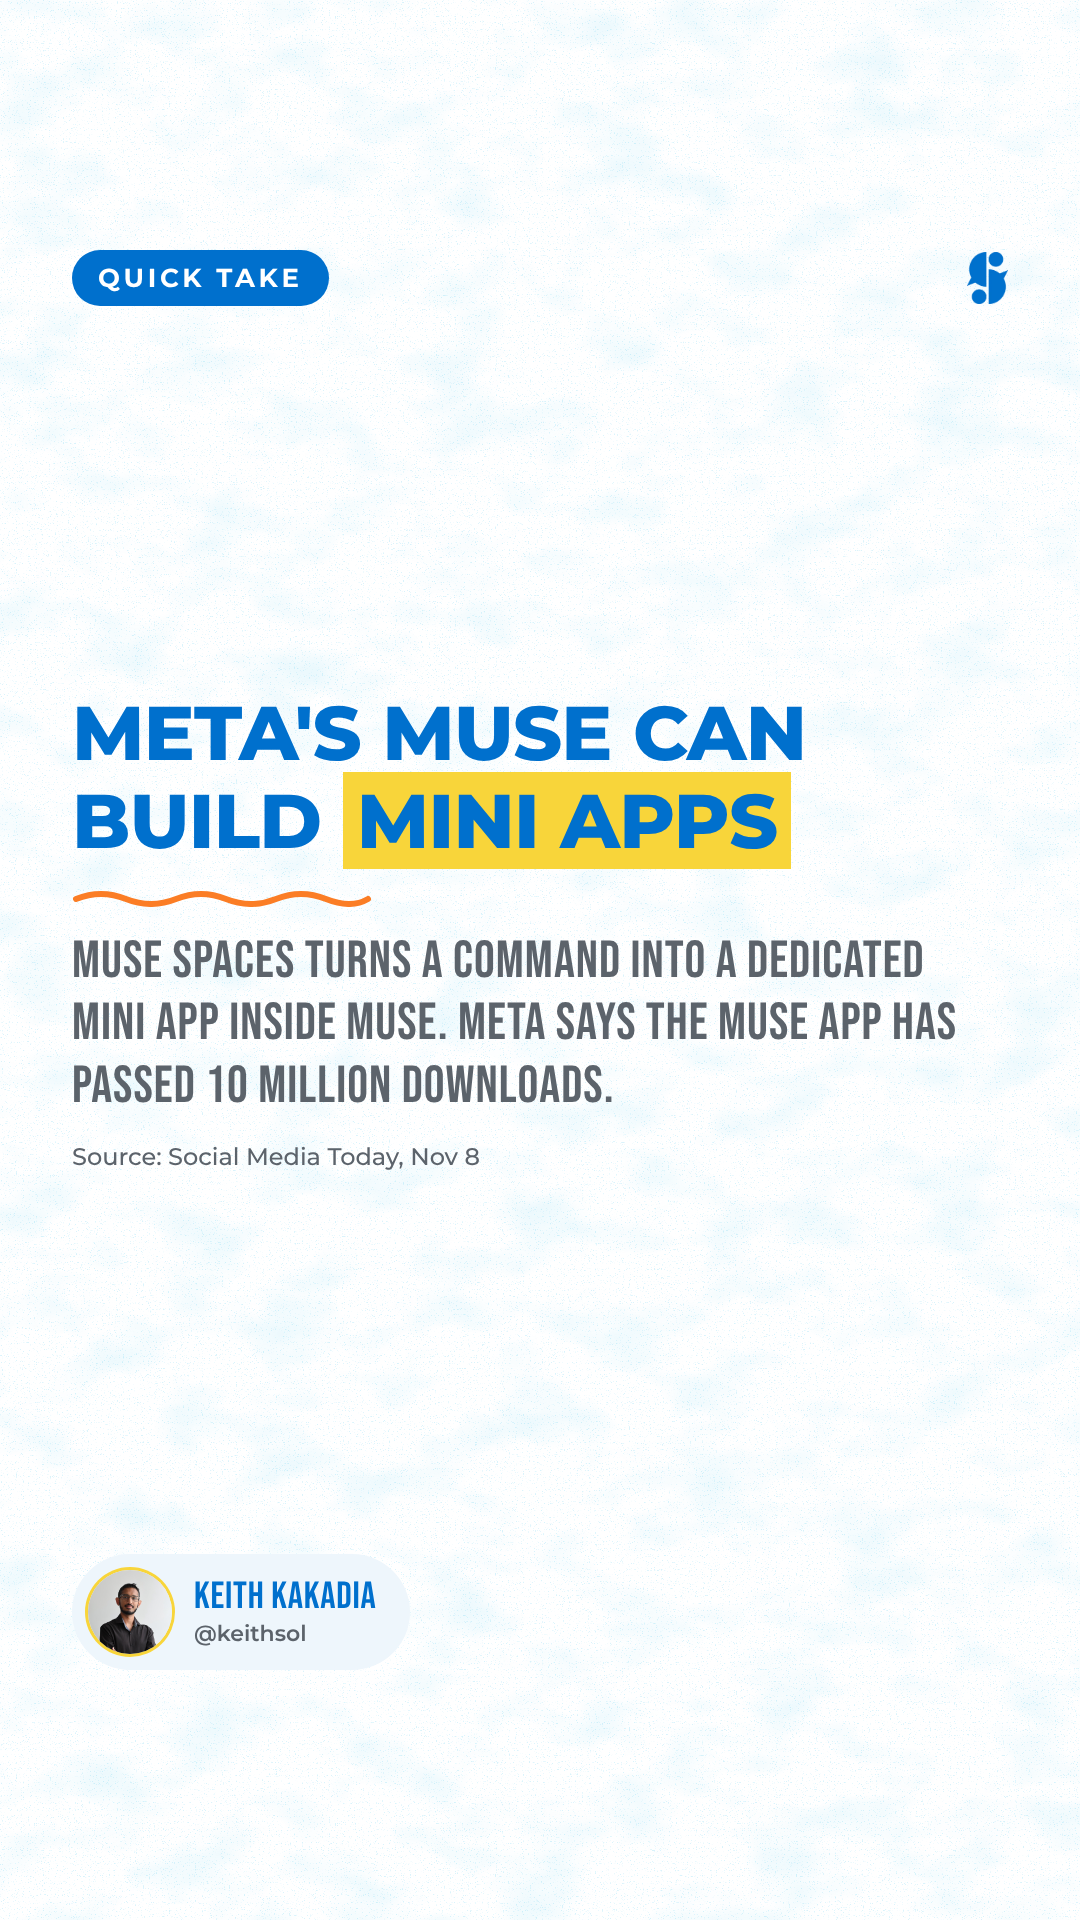 QUICK TAKE
META'S MUSE CAN
BUILD MINI APPS
MUSE SPACES TURNS A COMMAND INTO A DEDICATED
MINI APP INSIDE MUSE. META SAYS THE MUSE APP HAS
PASSED 10 MILLION DOWNLOADS.
Source: Social Media Today, Nov 8
KEITH KAKADIA
@keithsol